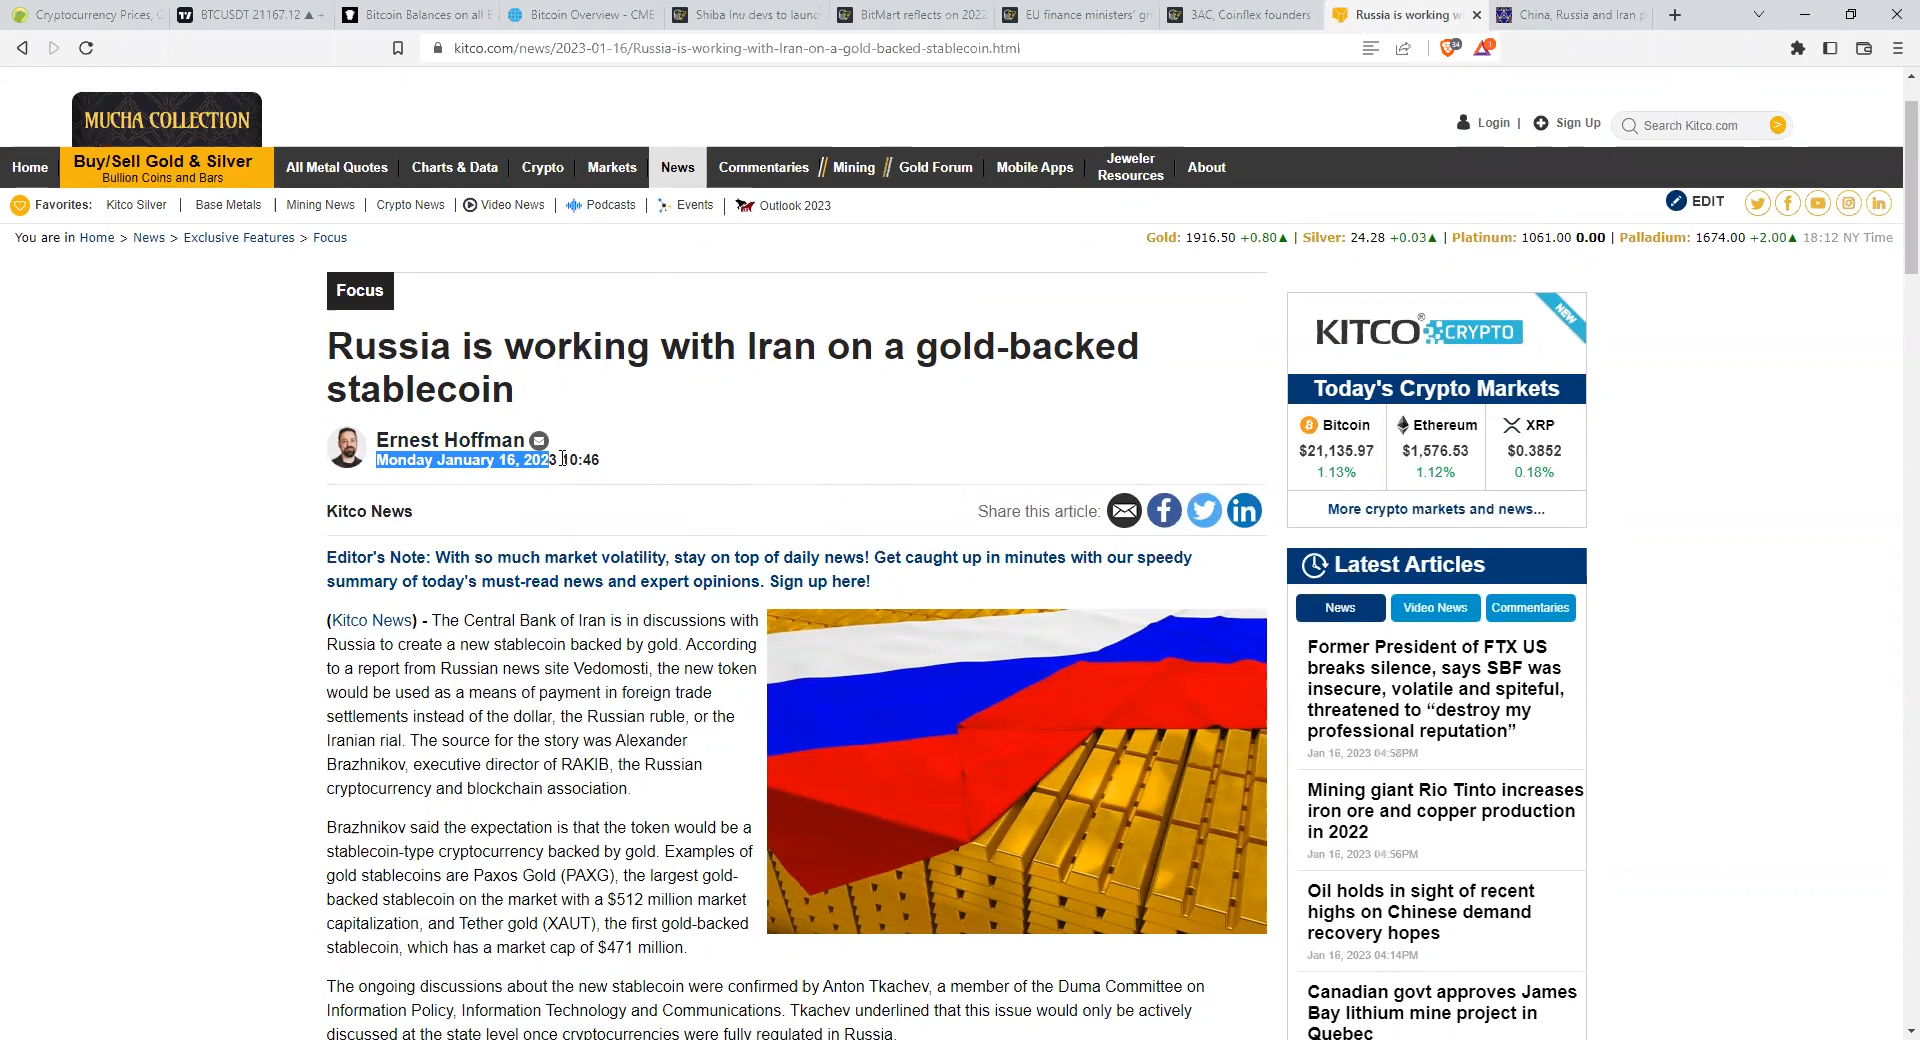 Cryptocurrency Prices, C
BTCUSDT 21167.12 ▲ +
Bitcoin Balances on all E
Bitcoin Overview - CME
Shiba Inu devs to launc
BitMart reflects on 2022
EU finance ministers' gr
3AC, Coinflex founders
Russia is working w
China, Russia and Iran p
kitco.com/news/2023-01-16/Russia-is-working-with-Iran-on-a-gold-backed-stablecoin.html
34
1
MUCHA COLLECTION
Login | Sign Up
Search Kitco.com
Home
Buy/Sell Gold & Silver
Bullion Coins and Bars
All Metal Quotes
Charts & Data
Crypto
Markets
News
Commentaries
Mining
Gold Forum
Mobile Apps
Jeweler
Resources
About
Favorites: Kitco Silver | Base Metals | Mining News | Crypto News | Video News | Podcasts | Events | Outlook 2023
EDIT
You are in Home > News > Exclusive Features > Focus
Gold: 1916.50 +0.80▲ | Silver: 24.28 +0.03▲ | Platinum: 1061.00 0.00 | Palladium: 1674.00 +2.00▲ 18:12 NY Time
Focus
Russia is working with Iran on a gold-backed
stablecoin
Ernest Hoffman
Monday January 16, 2023 10:46
Kitco News
Share this article:
Editor's Note: With so much market volatility, stay on top of daily news! Get caught up in minutes with our speedy
summary of today's must-read news and expert opinions. Sign up here!
(Kitco News) - The Central Bank of Iran is in discussions with
Russia to create a new stablecoin backed by gold. According
to a report from Russian news site Vedomosti, the new token
would be used as a means of payment in foreign trade
settlements instead of the dollar, the Russian ruble, or the
Iranian rial. The source for the story was Alexander
Brazhnikov, executive director of RAKIB, the Russian
cryptocurrency and blockchain association.
Brazhnikov said the expectation is that the token would be a
stablecoin-type cryptocurrency backed by gold. Examples of
gold stablecoins are Paxos Gold (PAXG), the largest gold-
backed stablecoin on the market with a $512 million market
capitalization, and Tether gold (XAUT), the first gold-backed
stablecoin, which has a market cap of $471 million.
The ongoing discussions about the new stablecoin were confirmed by Anton Tkachev, a member of the Duma Committee on
Information Policy, Information Technology and Communications. Tkachev underlined that this issue would only be actively
discussed at the state level once cryptocurrencies were fully regulated in Russia.
KITCO® CRYPTO
NEW
Today's Crypto Markets
Bitcoin
$21,135.97
1.13%
Ethereum
$1,576.53
1.12%
XRP
$0.3852
0.18%
More crypto markets and news...
Latest Articles
News
Video News
Commentaries
Former President of FTX US
breaks silence, says SBF was
insecure, volatile and spiteful,
threatened to “destroy my
professional reputation”
Jan 16, 2023 04:58PM
Mining giant Rio Tinto increases
iron ore and copper production
in 2022
Jan 16, 2023 04:56PM
Oil holds in sight of recent
highs on Chinese demand
recovery hopes
Jan 16, 2023 04:14PM
Canadian govt approves James
Bay lithium mine project in
Quebec